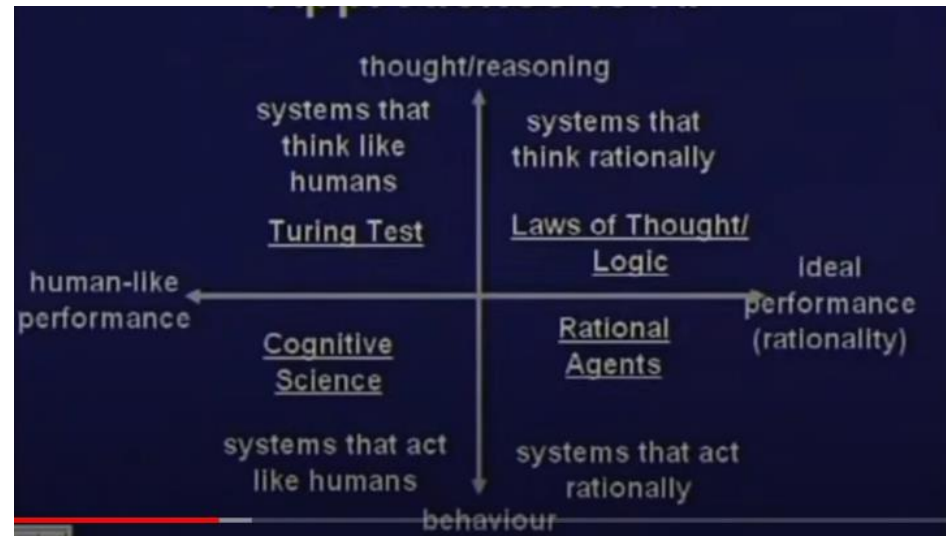 thought/reasoning
systems that
think like
humans
Turing Test
systems that
think rationally
Laws of Thought/
Logic
human-like
performance
ideal
performance
(rationality)
Cognitive
Science
systems that act
like humans
Rational
Agents
systems that act
rationally
behaviour